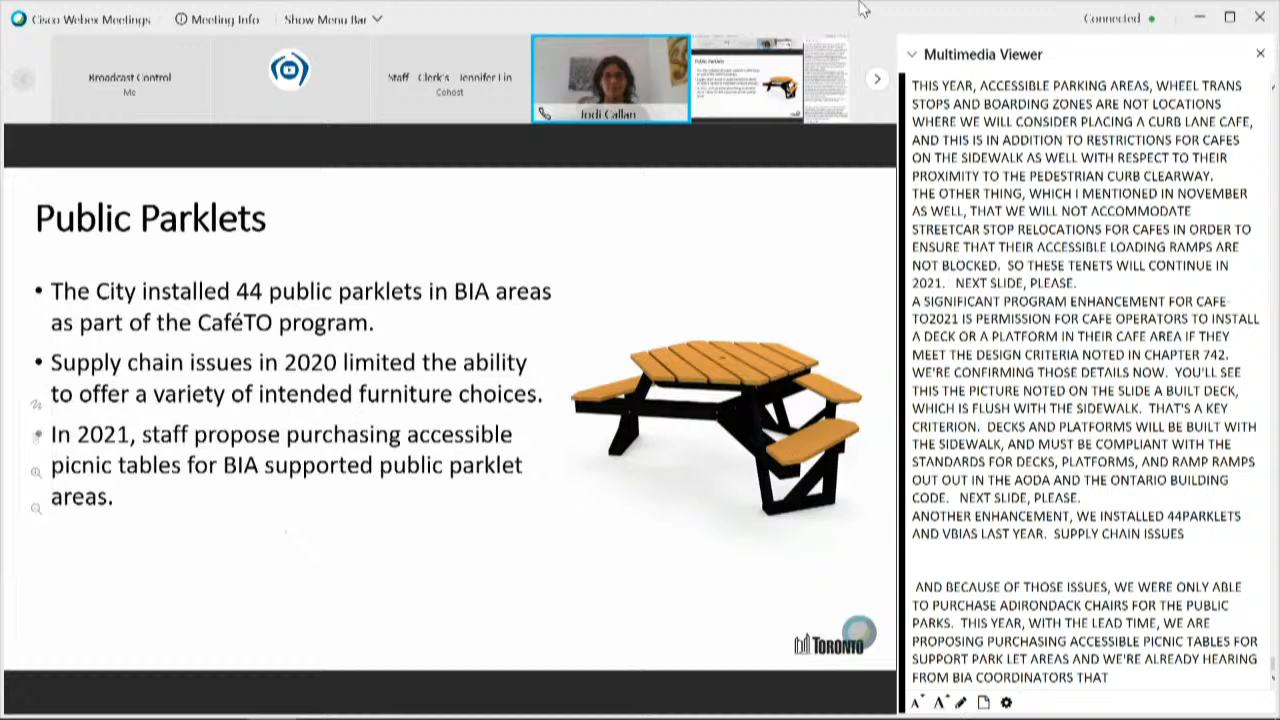 Cisco Webex Meetings
Meeting Info
Show Menu Bar
Connected
Broadcast Control
Staff
Jodi Callan
Cohost
Public Parklets
Multimedia Viewer
Public Parklets
• The City installed 44 public parklets in BIA areas
as part of the CaféTO program.
• Supply chain issues in 2020 limited the ability
to offer a variety of intended furniture choices.
• In 2021, staff propose purchasing accessible
picnic tables for BIA supported public parklet
areas.
TORONTO
THIS YEAR, ACCESSIBLE PARKING AREAS, WHEEL TRANS
STOPS AND BOARDING ZONES ARE NOT LOCATIONS
WHERE WE WILL CONSIDER PLACING A CURB LANE CAFE,
AND THIS IS IN ADDITION TO RESTRICTIONS FOR CAFES
ON THE SIDEWALK AS WELL WITH RESPECT TO THEIR
PROXIMITY TO THE PEDESTRIAN CURB CLEARWAY.
THE OTHER THING, WHICH I MENTIONED IN NOVEMBER
AS WELL, THAT WE WILL NOT ACCOMMODATE
STREETCAR STOP RELOCATIONS FOR CAFES IN ORDER TO
ENSURE THAT THEIR ACCESSIBLE LOADING RAMPS ARE
NOT BLOCKED. SO THESE TENETS WILL CONTINUE IN
2021. NEXT SLIDE, PLEASE.
A SIGNIFICANT PROGRAM ENHANCEMENT FOR CAFE
TO2021 IS PERMISSION FOR CAFE OPERATORS TO INSTALL
A DECK OR A PLATFORM IN THEIR CAFE AREA IF THEY
MEET THE DESIGN CRITERIA NOTED IN CHAPTER 742.
WE'RE CONFIRMING THOSE DETAILS NOW. YOU'LL SEE
THIS THE PICTURE NOTED ON THE SLIDE A BUILT DECK,
WHICH IS FLUSH WITH THE SIDEWALK. THAT'S A KEY
CRITERION. DECKS AND PLATFORMS WILL BE BUILT WITH
THE SIDEWALK, AND MUST BE COMPLIANT WITH THE
STANDARDS FOR DECKS, PLATFORMS, AND RAMP RAMPS
OUT OUT IN THE AODA AND THE ONTARIO BUILDING
CODE. NEXT SLIDE, PLEASE.
ANOTHER ENHANCEMENT, WE INSTALLED 44PARKLETS
AND VBIAS LAST YEAR. SUPPLY CHAIN ISSUES
AND BECAUSE OF THOSE ISSUES, WE WERE ONLY ABLE
TO PURCHASE ADIRONDACK CHAIRS FOR THE PUBLIC
PARKS. THIS YEAR, WITH THE LEAD TIME, WE ARE
PROPOSING PURCHASING ACCESSIBLE PICNIC TABLES FOR
SUPPORT PARK LET AREAS AND WE'RE ALREADY HEARING
FROM BIA COORDINATORS THAT